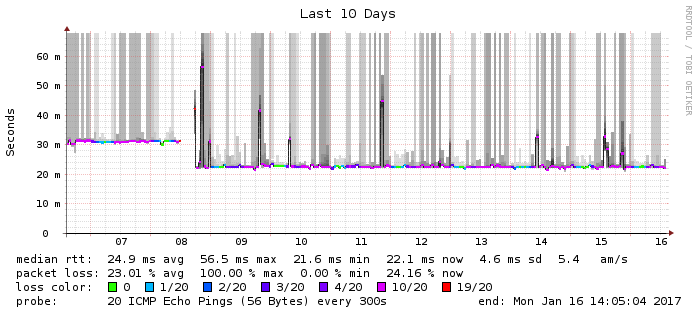 Last 10 Days
RRDTOOL / TOBI OETIKER
Seconds
60 m
50 m
40 m
30 m
20 m
10 m
0
07 08 09 10 11 12 13 14 15 16
median rtt: 24.9 ms avg 56.5 ms max 21.6 ms min 22.1 ms now 4.6 ms sd 5.4 am/s
packet loss: 23.01 % avg 100.00 % max 0.00 % min 24.16 % now
loss color: 0 1/20 2/20 3/20 4/20 10/20 19/20
probe: 20 ICMP Echo Pings (56 Bytes) every 300s end: Mon Jan 16 14:05:04 2017